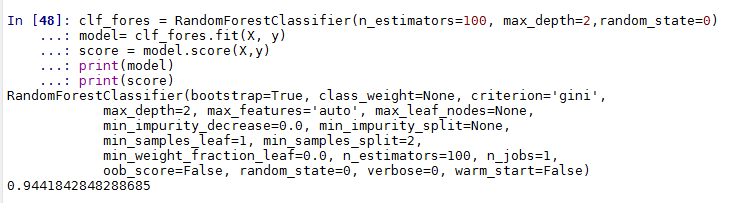 In [48]: clf_fores = RandomForestClassifier(n_estimators=100, max_depth=2,random_state=0)
    ...: model= clf_fores.fit(X, y)
    ...: score = model.score(X,y)
    ...: print(model)
    ...: print(score)
RandomForestClassifier(bootstrap=True, class_weight=None, criterion='gini',
            max_depth=2, max_features='auto', max_leaf_nodes=None,
            min_impurity_decrease=0.0, min_impurity_split=None,
            min_samples_leaf=1, min_samples_split=2,
            min_weight_fraction_leaf=0.0, n_estimators=100, n_jobs=1,
            oob_score=False, random_state=0, verbose=0, warm_start=False)
0.9441842848288685